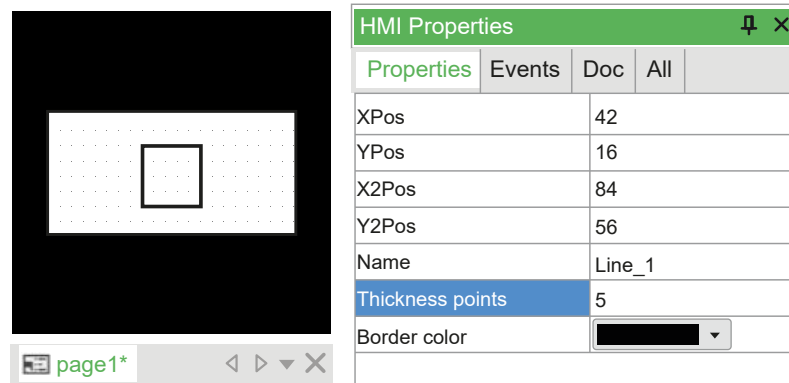 HMI Properties
Properties Events Doc All
XPos 42
YPos 16
X2Pos 84
Y2Pos 56
Name Line_1
Thickness points 5
Border color
page1*